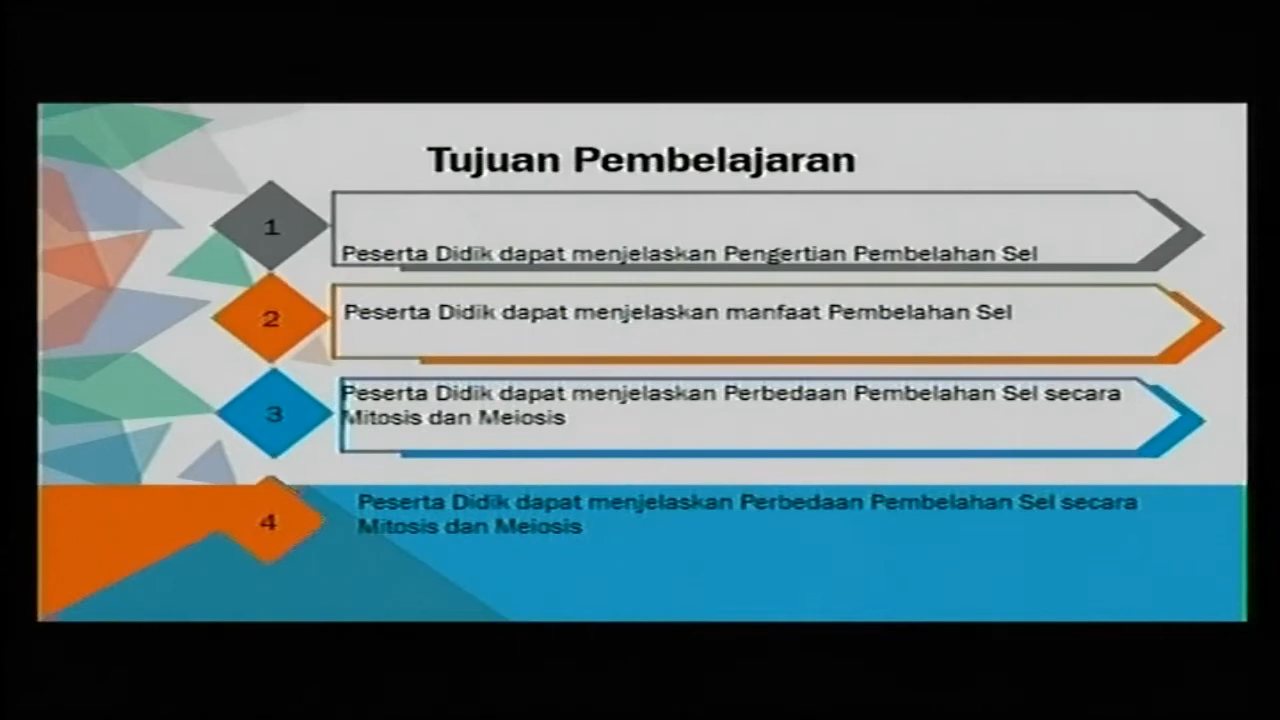 Tujuan Pembelajaran
1
Peserta Didik dapat menjelaskan Pengertian Pembelahan Sel
2
Peserta Didik dapat menjelaskan manfaat Pembelahan Sel
3
Peserta Didik dapat menjelaskan Perbedaan Pembelahan Sel secara
Mitosis dan Meiosis
4
Peserta Didik dapat menjelaskan Perbedaan Pembelahan Sel secara
Mitosis dan Meiosis